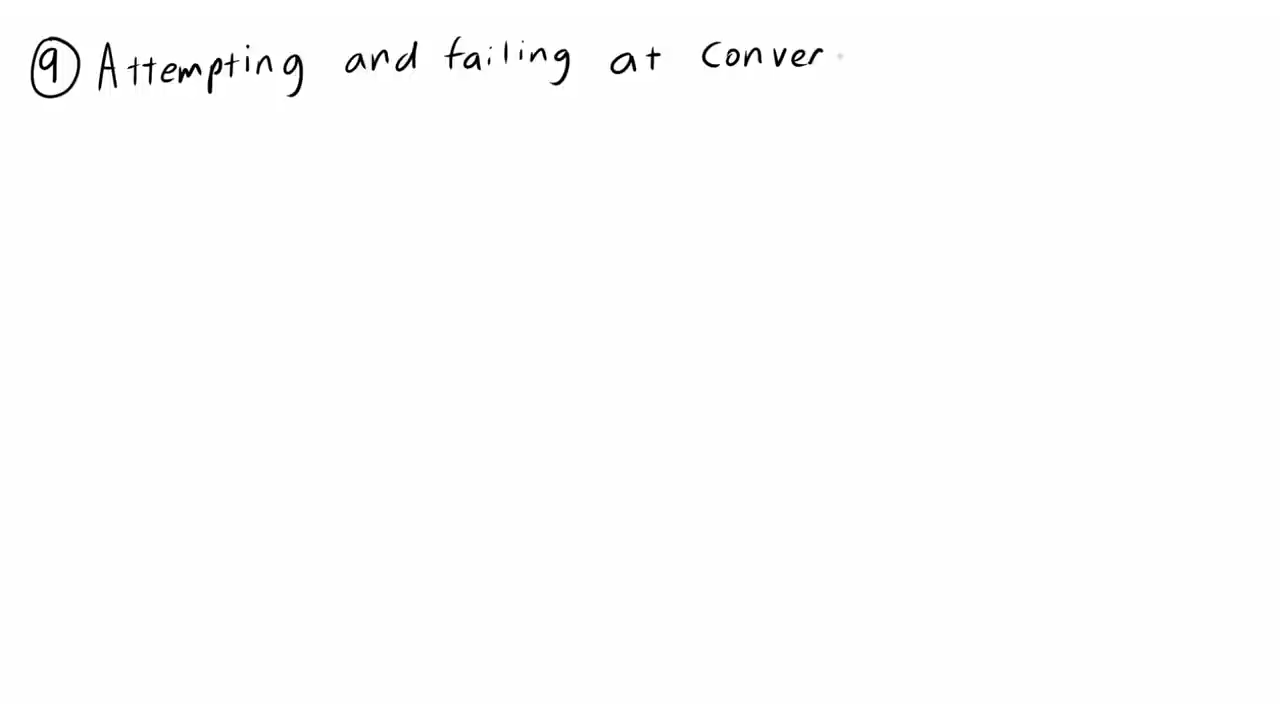 ⑨ Attempting and failing at Conver